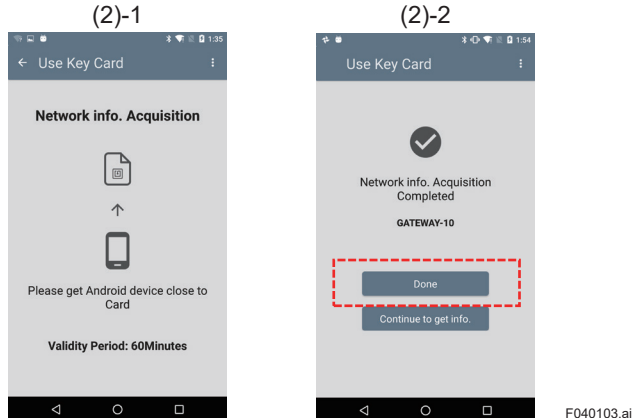 (2)-1
1:35
Use Key Card
Network info. Acquisition
Please get Android device close to
Card
Validity Period: 60Minutes
(2)-2
1:54
Use Key Card
Network info. Acquisition
Completed
GATEWAY-10
Done
Continue to get info.
F040103.ai